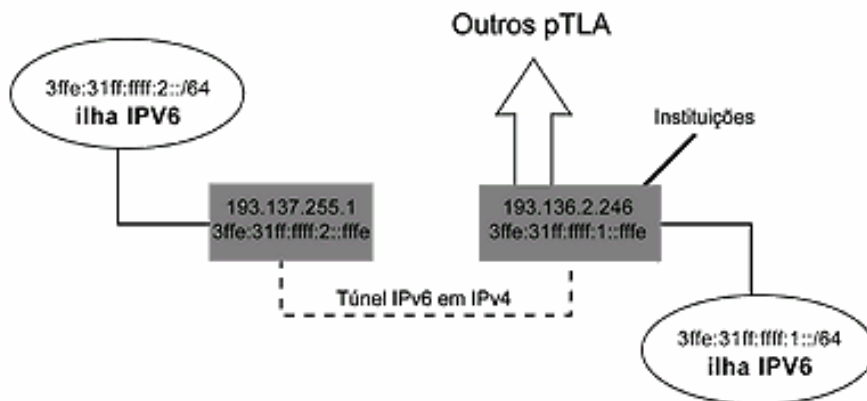 Outros pTLA
3ffe:31ff:ffff:2::/64
ilha IPV6
Instituições
193.137.255.1
3ffe:31ff:ffff:2::fffe
193.136.2.246
3ffe:31ff:ffff:1::fffe
Túnel IPv6 em IPv4
3ffe:31ff:ffff:1::/64
ilha IPV6